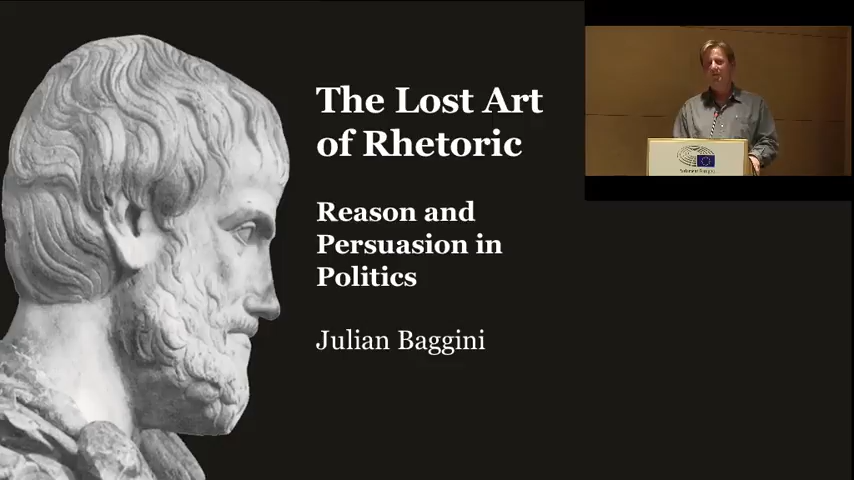 The Lost Art
of Rhetoric
Reason and
Persuasion in
Politics
Julian Baggini